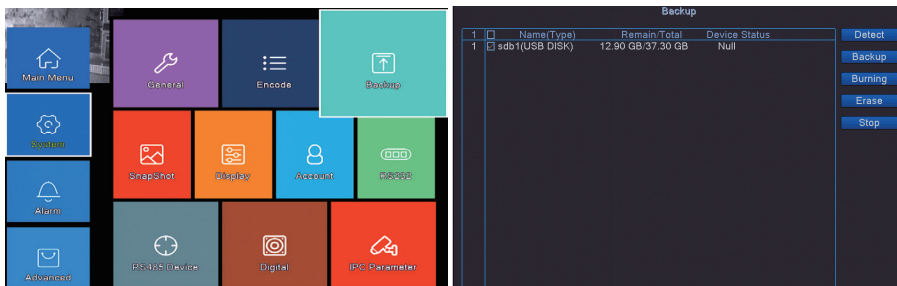 Main Menu
System
Alarm
Advanced
General
Encode
Backup
SnapShot
Display
Account
RS232
RS485 Device
Digital
IPC Parameter
Backup
1 Name(Type) Remain/Total Device Status
1 sdb1(USB DISK) 12.90 GB/37.30 GB Null
Detect
Backup
Burning
Erase
Stop